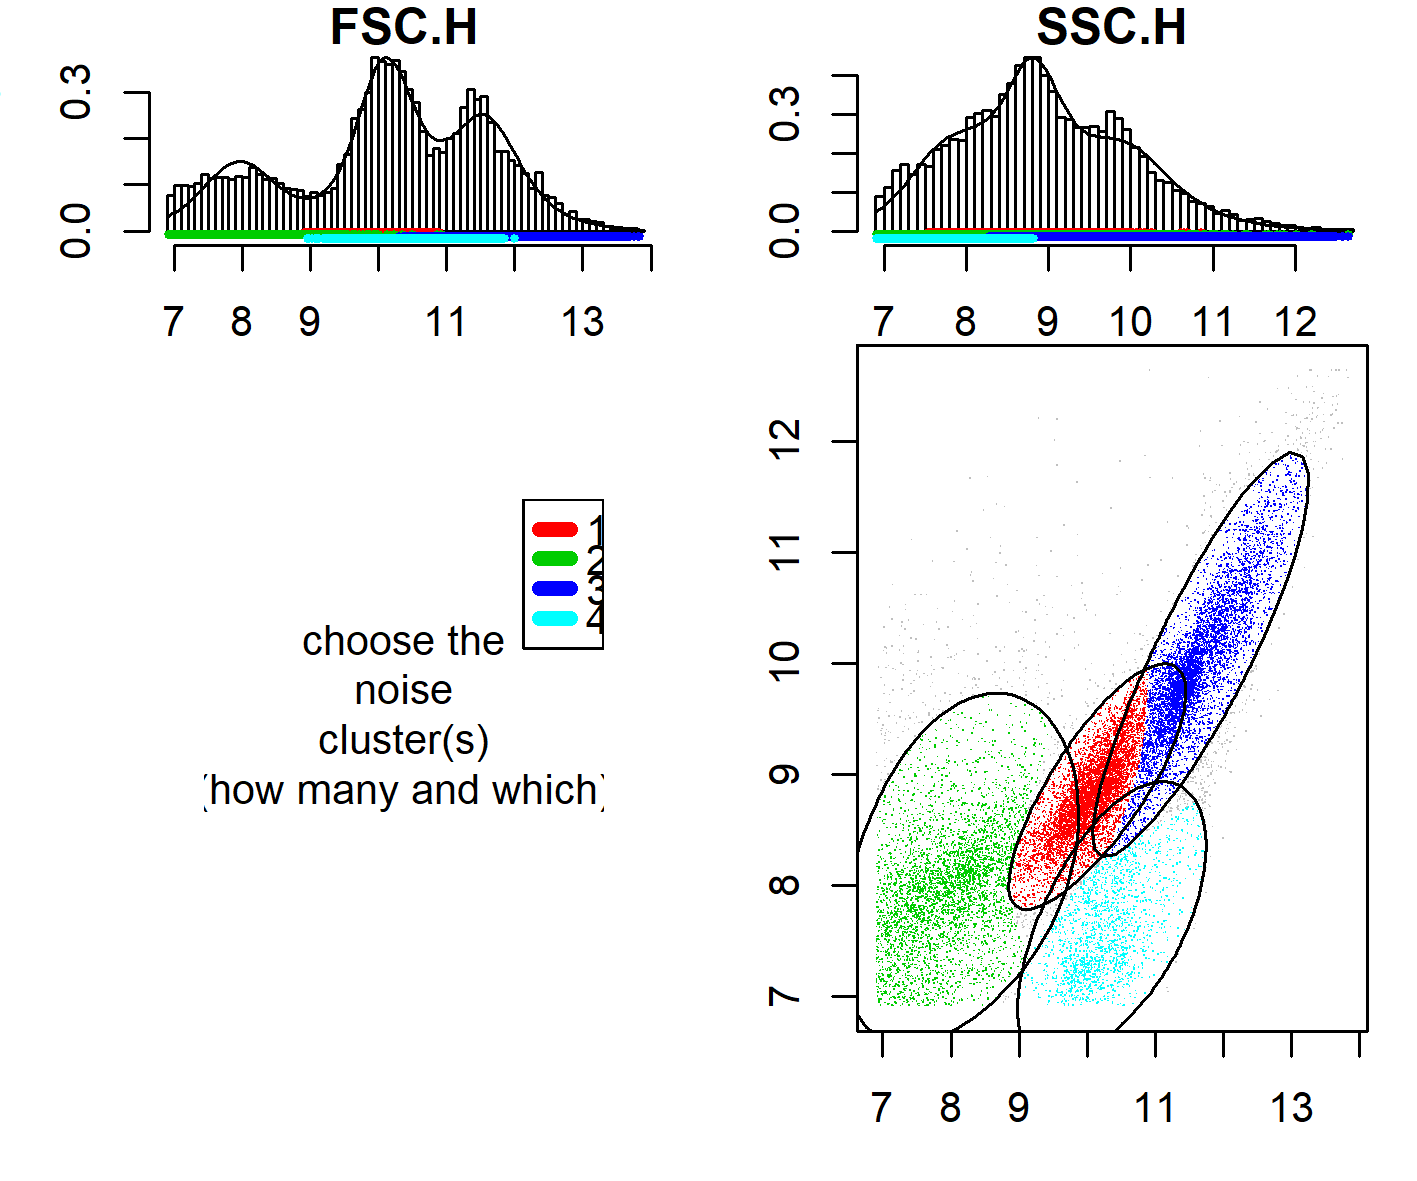 FSC.H
SSC.H
0.3
0.0
7 8 9 11 13
0.3
0.0
7 8 9 10 11 12
1
2
3
4
choose the
noise
cluster(s)
(how many and which)
12
11
10
9
8
7
7 8 9 11 13